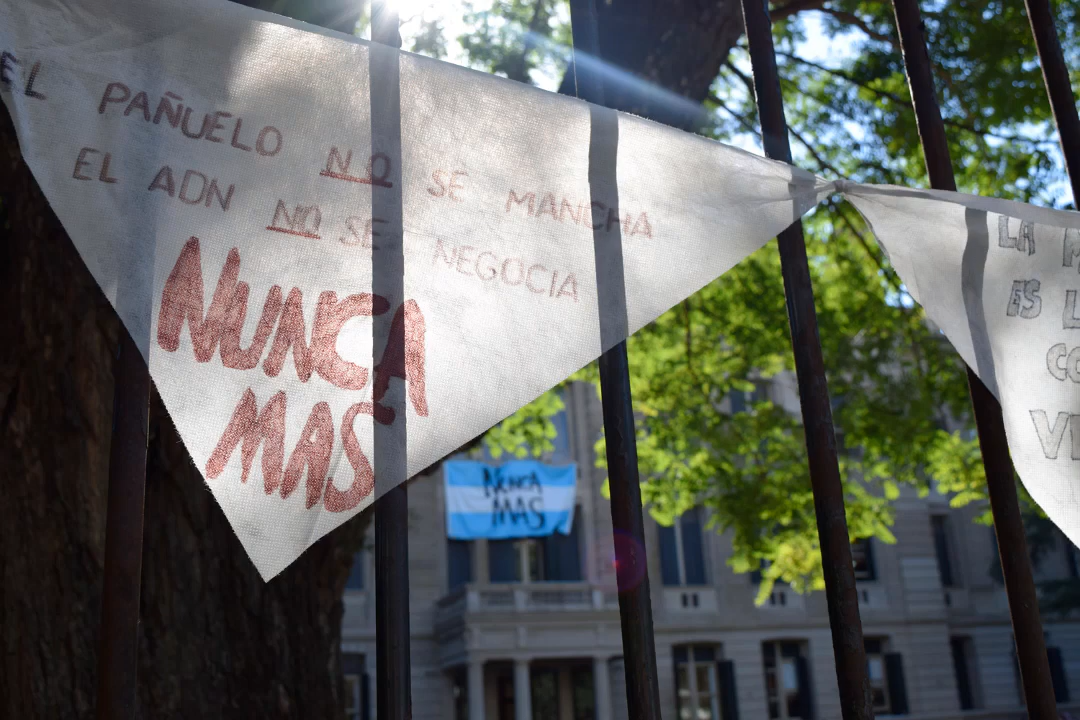 EL PAÑUELO NO SE MANCHA
EL ADN NO SE NEGOCIA
NUNCA
MAS
NUNCA
MAS
LA
ES